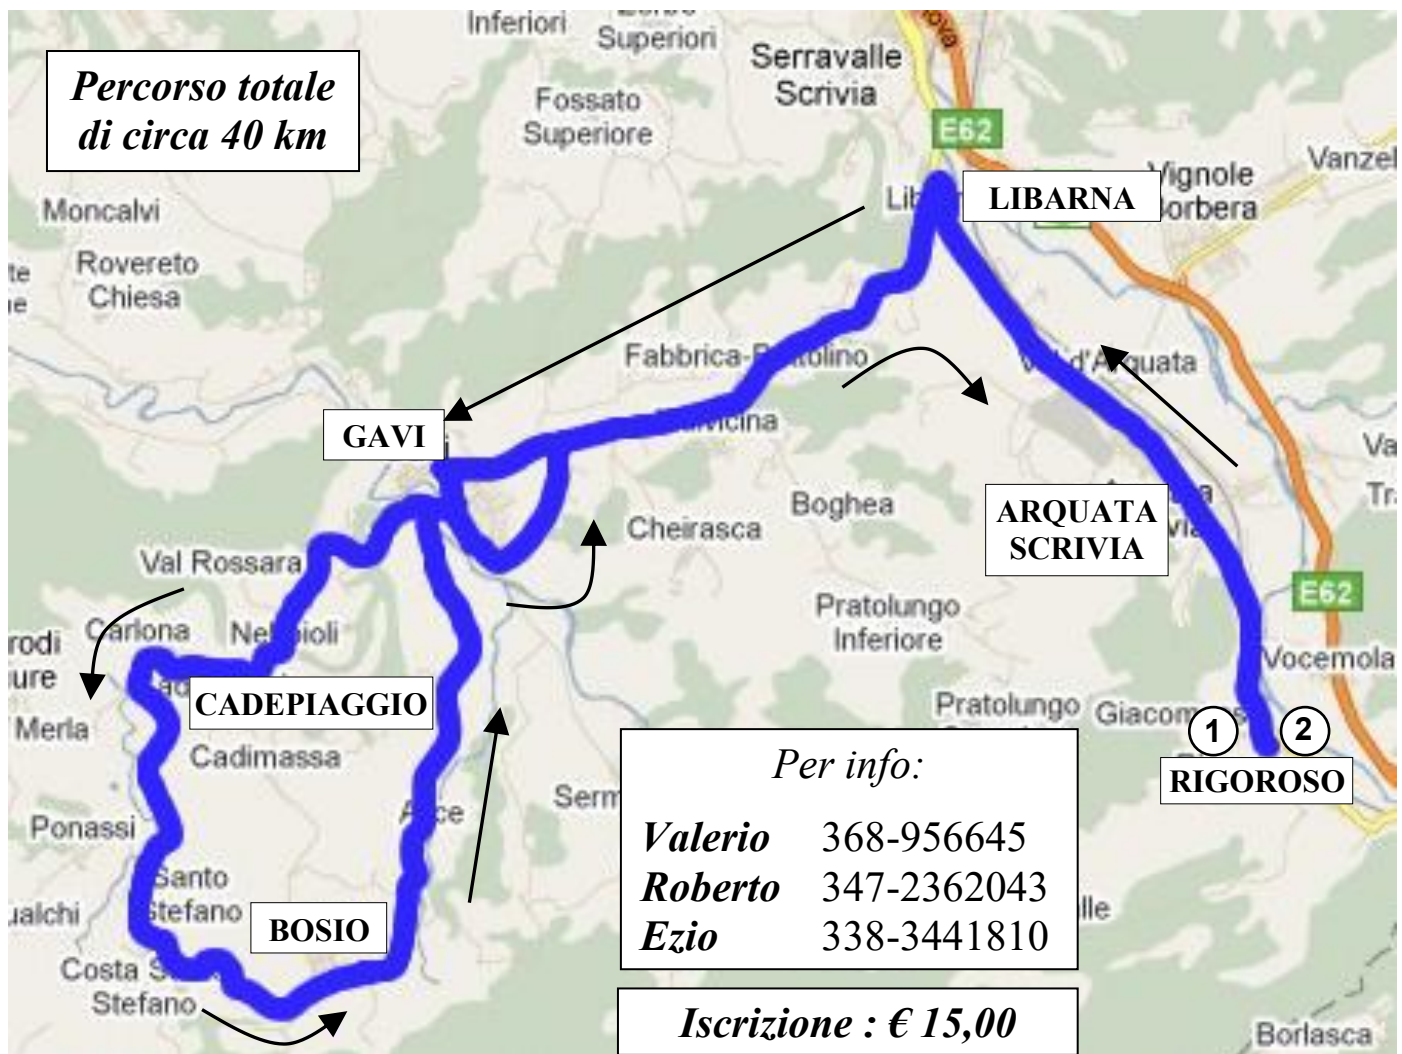 Inferiori
Superiori
Serravalle
Scrivia
Percorso totale
di circa 40 km
Fossato
Superiore
E62
Vignole
Borbera
LIBARNA
Moncalvi
Rovereto
Chiesa
Fabbrica-
Val d'Arquata
GAVI
Boghea
Cheirasca
ARQUATA
SCRIVIA
Val Rossara
E62
Pratolungo
Inferiore
Carlona
Vocemola
CADEPIAGGIO
Merla
Cadimassa
Pratolungo
1
2
RIGOROSO
Per info:
Valerio 368-956645
Roberto 347-2362043
Ezio 338-3441810
Ponassi
Santo
Stefano
BOSIO
Costa S
Stefano
Iscrizione : € 15,00
Borlasca